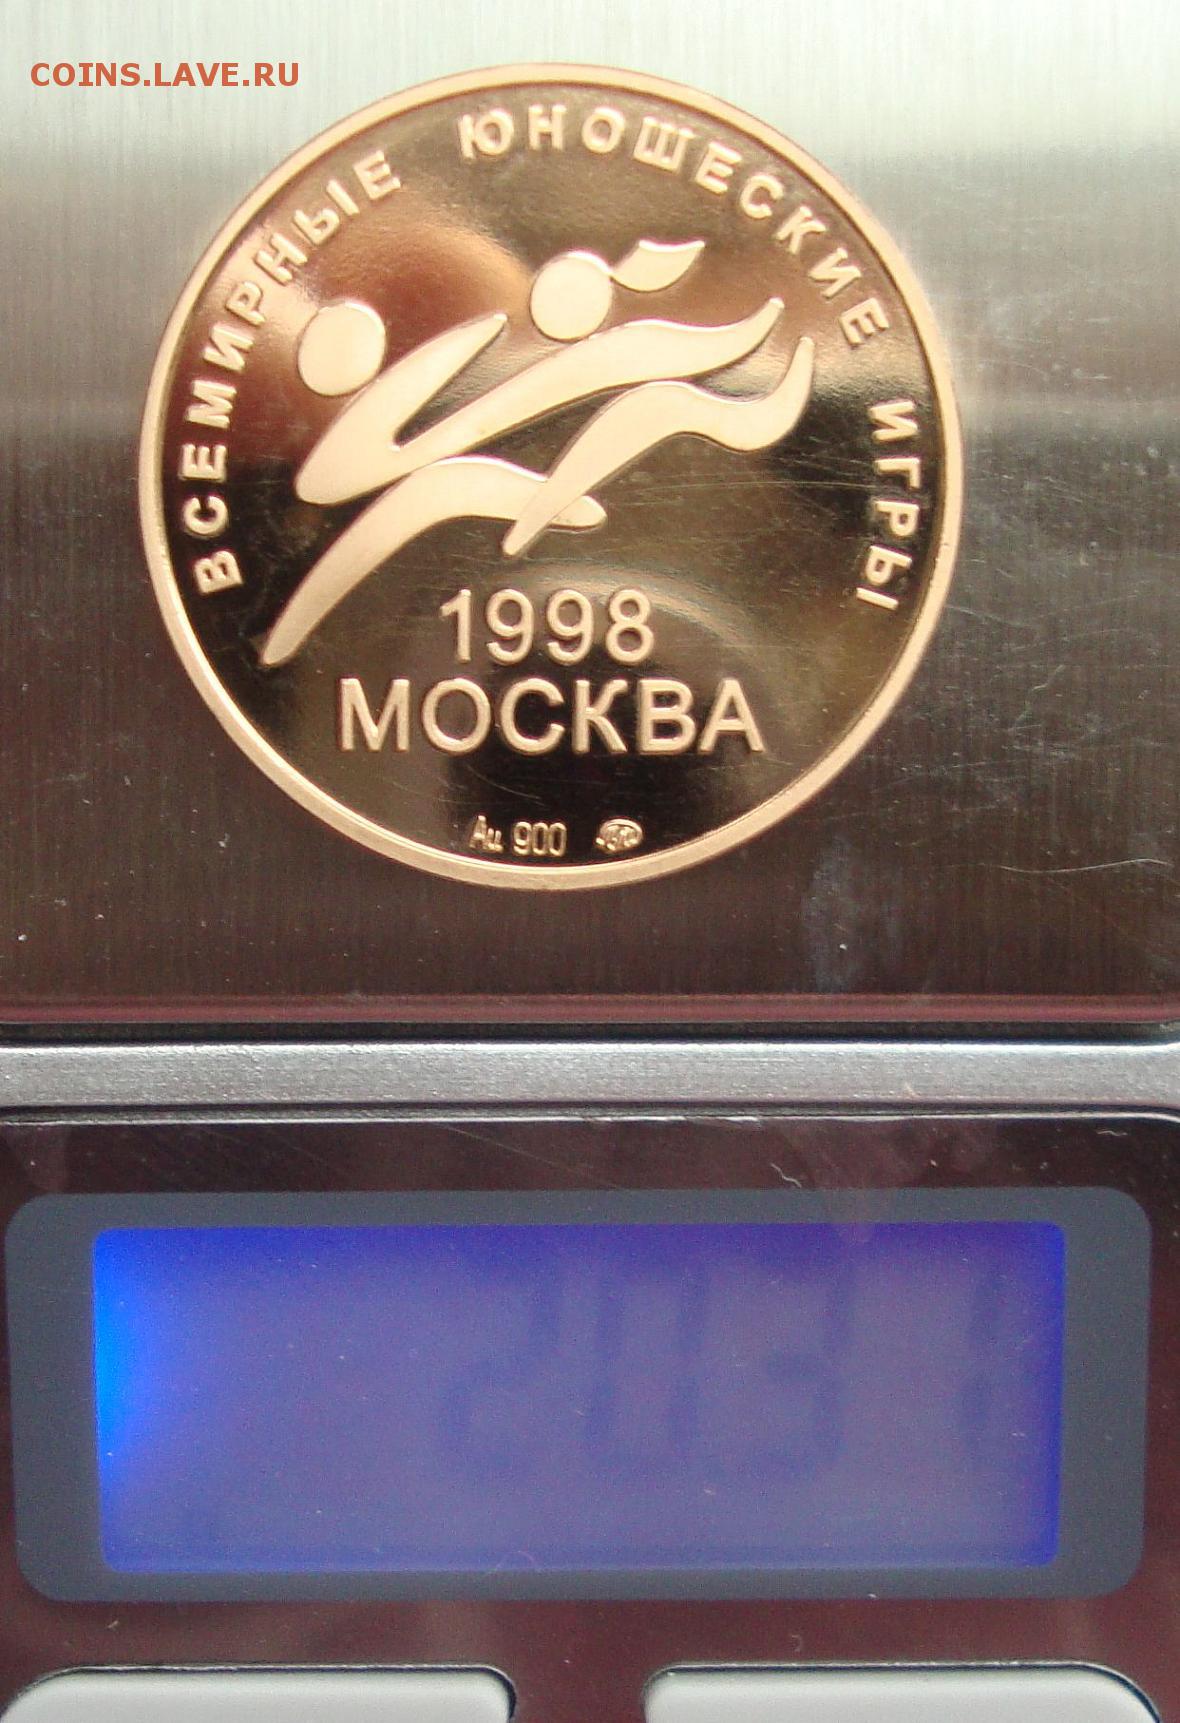 COINS.LAVE.RU
ВСЕМИРНЫЕ ЮНОШЕСКИЕ ИГРЫ
1998
МОСКВА
Au 900